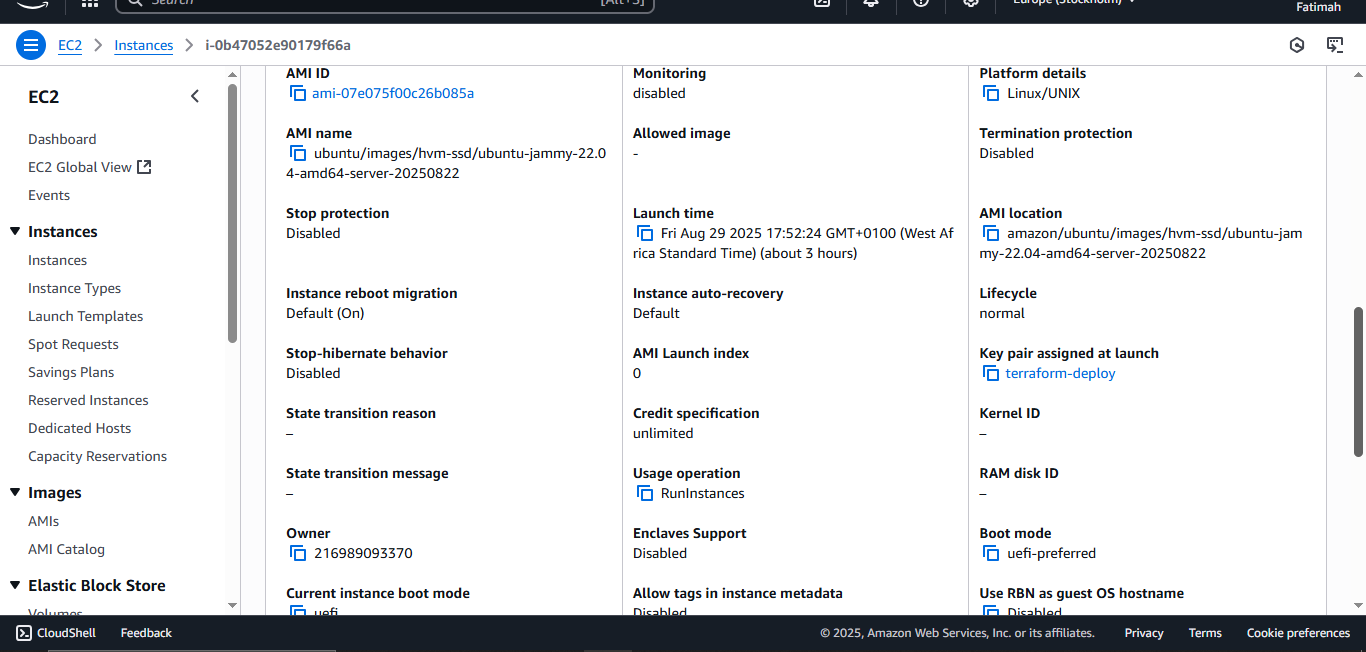 Search
[Alt+S]
Europe (Stockholm)
Fatimah
EC2
Instances
i-0b47052e90179f66a
EC2
Dashboard
EC2 Global View
Events
Instances
Instances
Instance Types
Launch Templates
Spot Requests
Savings Plans
Reserved Instances
Dedicated Hosts
Capacity Reservations
Images
AMIs
AMI Catalog
Elastic Block Store
Volumes
AMI ID
ami-07e075f00c26b085a
Monitoring
disabled
Platform details
Linux/UNIX
AMI name
ubuntu/images/hvm-ssd/ubuntu-jammy-22.0
4-amd64-server-20250822
Allowed image
-
Termination protection
Disabled
Stop protection
Disabled
Launch time
Fri Aug 29 2025 17:52:24 GMT+0100 (West Af
rica Standard Time) (about 3 hours)
AMI location
amazon/ubuntu/images/hvm-ssd/ubuntu-jam
my-22.04-amd64-server-20250822
Instance reboot migration
Default (On)
Instance auto-recovery
Default
Lifecycle
normal
Stop-hibernate behavior
Disabled
AMI Launch index
0
Key pair assigned at launch
terraform-deploy
State transition reason
–
Credit specification
unlimited
Kernel ID
–
State transition message
–
Usage operation
RunInstances
RAM disk ID
–
Owner
216989093370
Enclaves Support
Disabled
Boot mode
uefi-preferred
Current instance boot mode
uefi
Allow tags in instance metadata
Disabled
Use RBN as guest OS hostname
Disabled
CloudShell
Feedback
© 2025, Amazon Web Services, Inc. or its affiliates.
Privacy
Terms
Cookie preferences